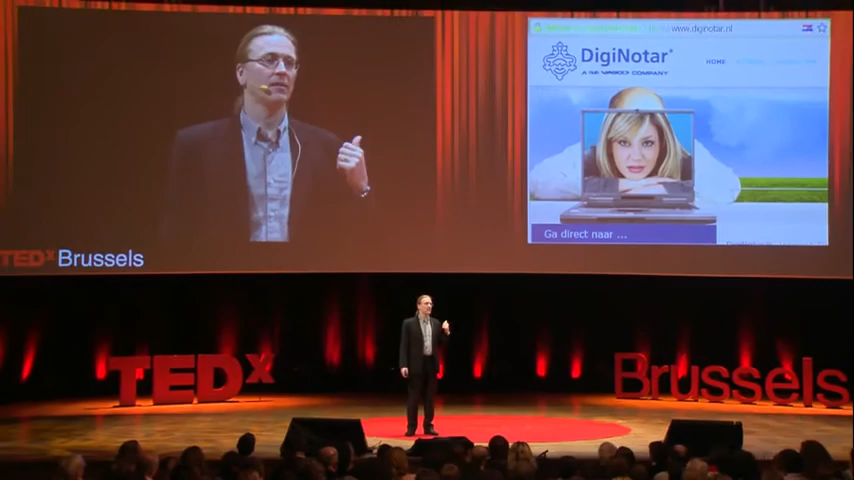 www.diginotar.nl
DigiNotar®
A VASCO COMPANY
HOME
Ga direct naar ...
TEDx Brussels
TEDx
Brussels